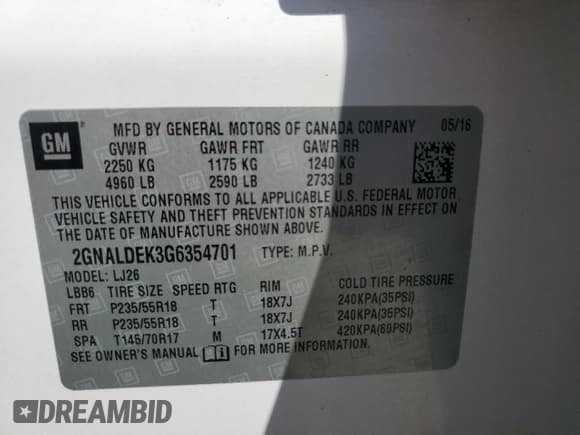 GM
MFD BY GENERAL MOTORS OF CANADA COMPANY 05/16
GVWR GAWR FRT GAWR RR
2250 KG 1175 KG 1240 KG
4960 LB 2590 LB 2733 LB
THIS VEHICLE CONFORMS TO ALL APPLICABLE U.S. FEDERAL MOTOR
VEHICLE SAFETY AND THEFT PREVENTION STANDARDS IN EFFECT ON
THE DATE OF MANUFACTURE SHOWN ABOVE.
2GNALDEK3G6354701 TYPE: M.P.V.
MODEL: LJ26
LBB6 TIRE SIZE SPEED RTG RIM COLD TIRE PRESSURE
FRT P235/55R18 T 18X7J 240KPA(35PSI)
RR P235/55R18 T 18X7J 240KPA(35PSI)
SPA T145/70R17 M 17X4.5T 420KPA(60PSI)
SEE OWNER'S MANUAL FOR MORE INFORMATION.
DREAMBID